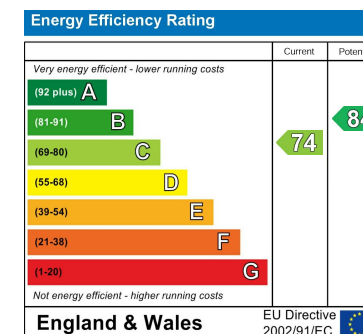 Energy Efficiency Rating
Current
Very energy efficient - lower running costs
(92 plus) A
(81-91) B
(69-80) C
74
(55-68) D
(39-54) E
(21-38) F
(1-20) G
Not energy efficient - higher running costs
England & Wales
EU Directive
2002/91/EC